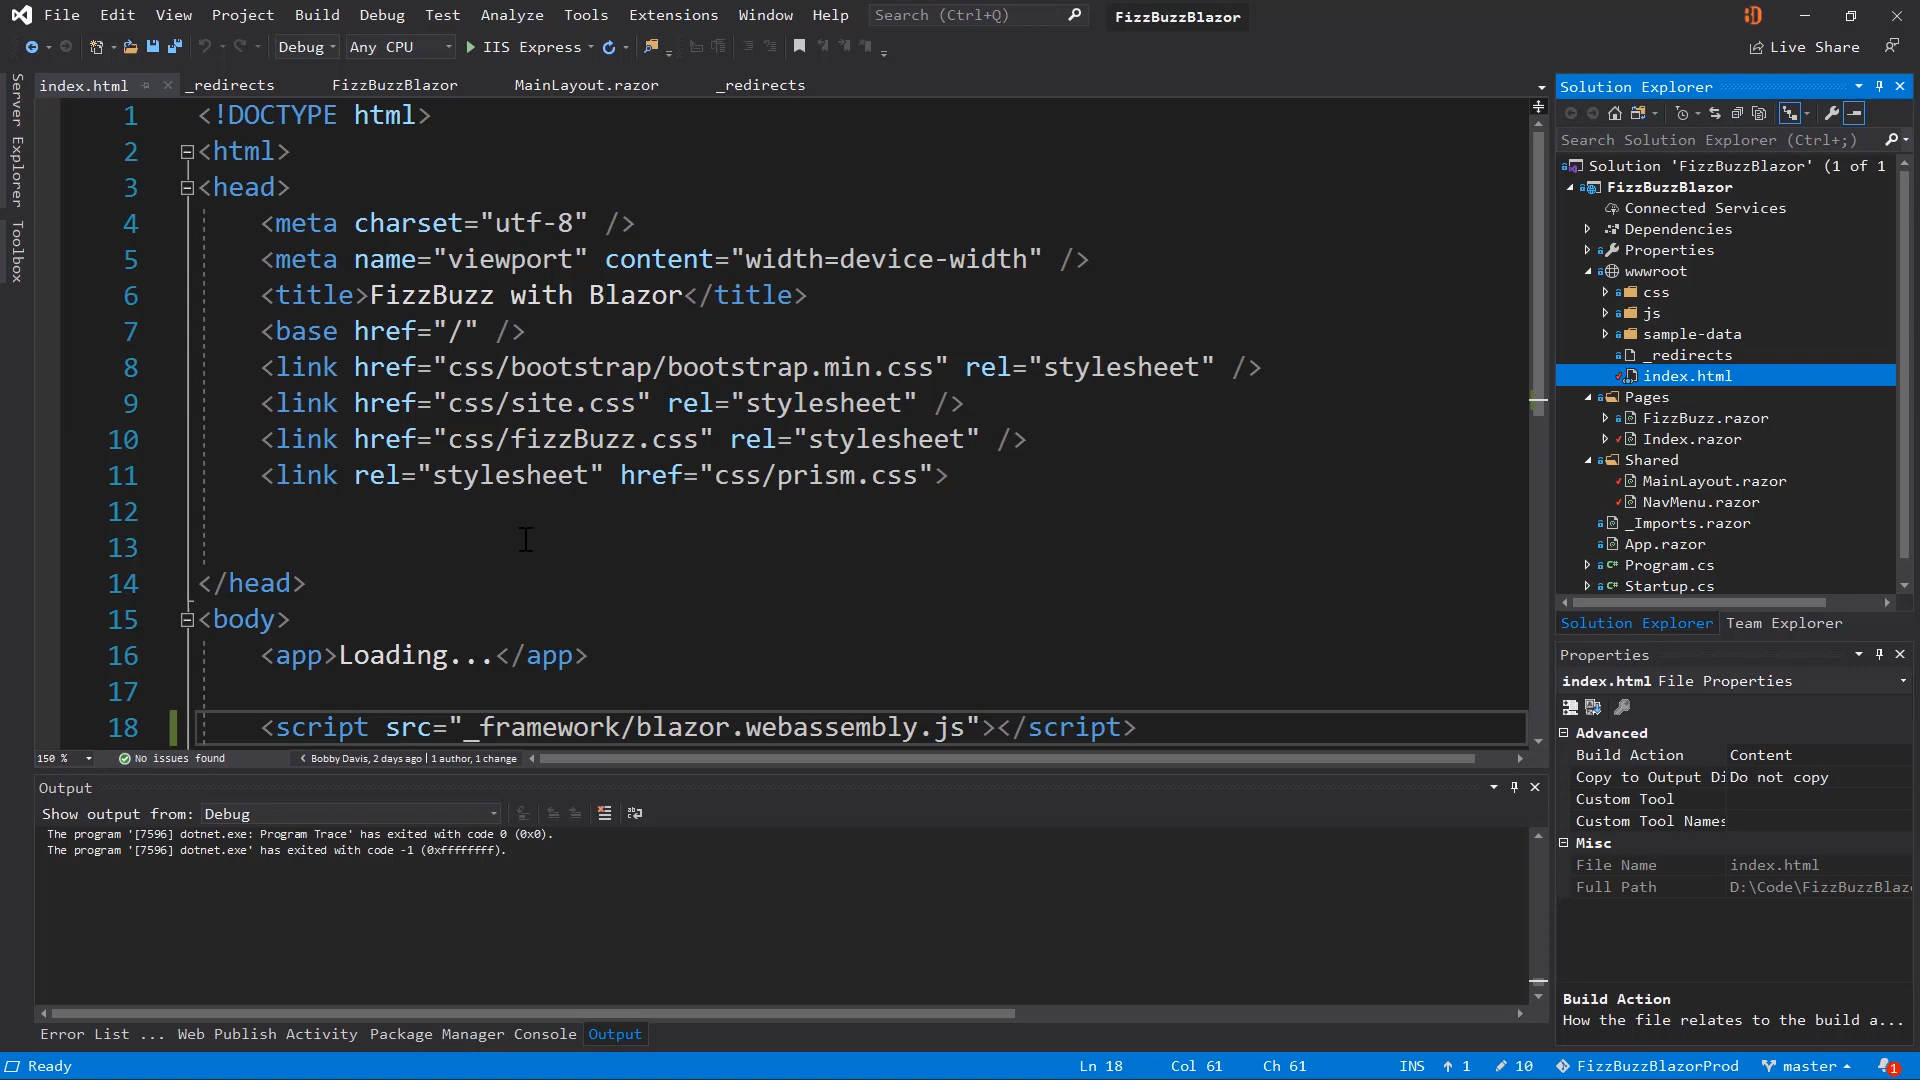 File Edit View Project Build Debug Test Analyze Tools Extensions Window Help Search (Ctrl+Q) FizzBuzzBlazor
Debug Any CPU IIS Express Live Share
Server Explorer
Toolbox
index.html _redirects FizzBuzzBlazor MainLayout.razor _redirects
1 <!DOCTYPE html>
2 <html>
3 <head>
4 <meta charset="utf-8" />
5 <meta name="viewport" content="width=device-width" />
6 <title>FizzBuzz with Blazor</title>
7 <base href="/" />
8 <link href="css/bootstrap/bootstrap.min.css" rel="stylesheet" />
9 <link href="css/site.css" rel="stylesheet" />
10 <link href="css/fizzBuzz.css" rel="stylesheet" />
11 <link rel="stylesheet" href="css/prism.css">
12
13
14 </head>
15 <body>
16 <app>Loading...</app>
17
18 <script src="_framework/blazor.webassembly.js"></script>
150 % No issues found Bobby Davis, 2 days ago | 1 author, 1 change
Output
Show output from: Debug
The program '[7596] dotnet.exe: Program Trace' has exited with code 0 (0x0).
The program '[7596] dotnet.exe' has exited with code -1 (0xffffffff).
Error List ... Web Publish Activity Package Manager Console Output
Solution Explorer
Search Solution Explorer (Ctrl+;)
Solution 'FizzBuzzBlazor' (1 of 1
FizzBuzzBlazor
Connected Services
Dependencies
Properties
wwwroot
css
js
sample-data
_redirects
index.html
Pages
FizzBuzz.razor
Index.razor
Shared
MainLayout.razor
NavMenu.razor
_Imports.razor
App.razor
C# Program.cs
C# Startup.cs
Solution Explorer Team Explorer
Properties
index.html File Properties
Advanced
Build Action Content
Copy to Output Di Do not copy
Custom Tool
Custom Tool Names
Misc
File Name index.html
Full Path D:\Code\FizzBuzzBlaz
Build Action
How the file relates to the build a...
Ready Ln 18 Col 61 Ch 61 INS 1 10 FizzBuzzBlazorProd master 1